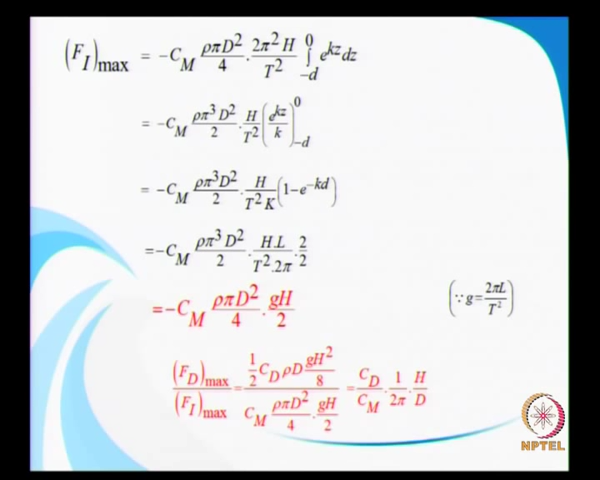 (F_I)_max = -C_M ρπD²/4 . 2π²H/T² ∫_{-d}^{0} e^{kz} dz
= -C_M ρπ³D²/2 . H/T² (e^{kz}/k)_{-d}^{0}
= -C_M ρπ³D²/2 . H/T²K (1-e^{-kd})
=-C_M ρπ³D²/2 . H.L/T².2π . 2/2
=-C_M ρπD²/4 . gH/2
(∵g=2πL/T²)
(F_D)_max/(F_I)_max = (1/2 C_D ρD gH²/8)/(C_M ρπD²/4 . gH/2) = C_D/C_M . 1/2π . H/D
NPTEL